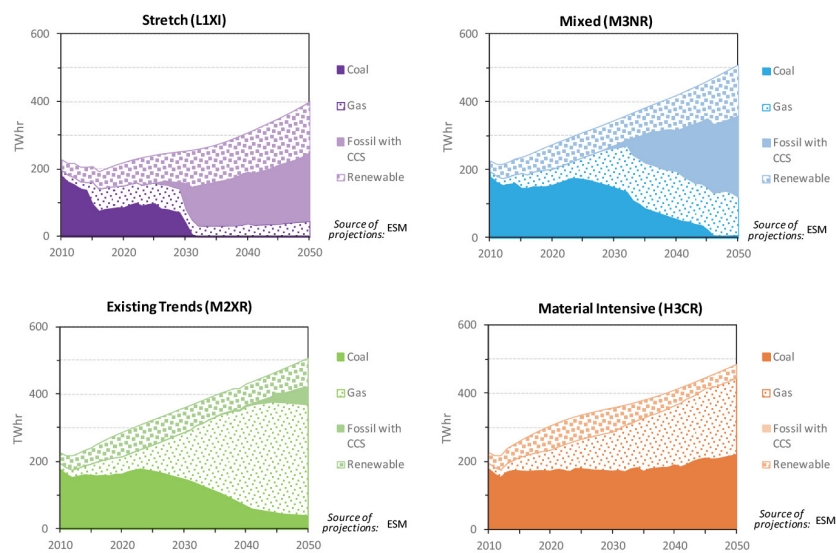 Stretch (L1XI)
600
400
200
0
TWhr
2010 2020 2030 2040 2050
Coal
Gas
Fossil with
CCS
Renewable
Source of
projections: ESM
Mixed (M3NR)
600
400
200
0
TWhr
2010 2020 2030 2040 2050
Coal
Gas
Fossil with
CCS
Renewable
Source of
projections: ESM
Existing Trends (M2XR)
600
400
200
0
TWhr
2010 2020 2030 2040 2050
Coal
Gas
Fossil with
CCS
Renewable
Source of
projections: ESM
Material Intensive (H3CR)
600
400
200
0
TWhr
2010 2020 2030 2040 2050
Coal
Gas
Fossil with
CCS
Renewable
Source of
projections: ESM